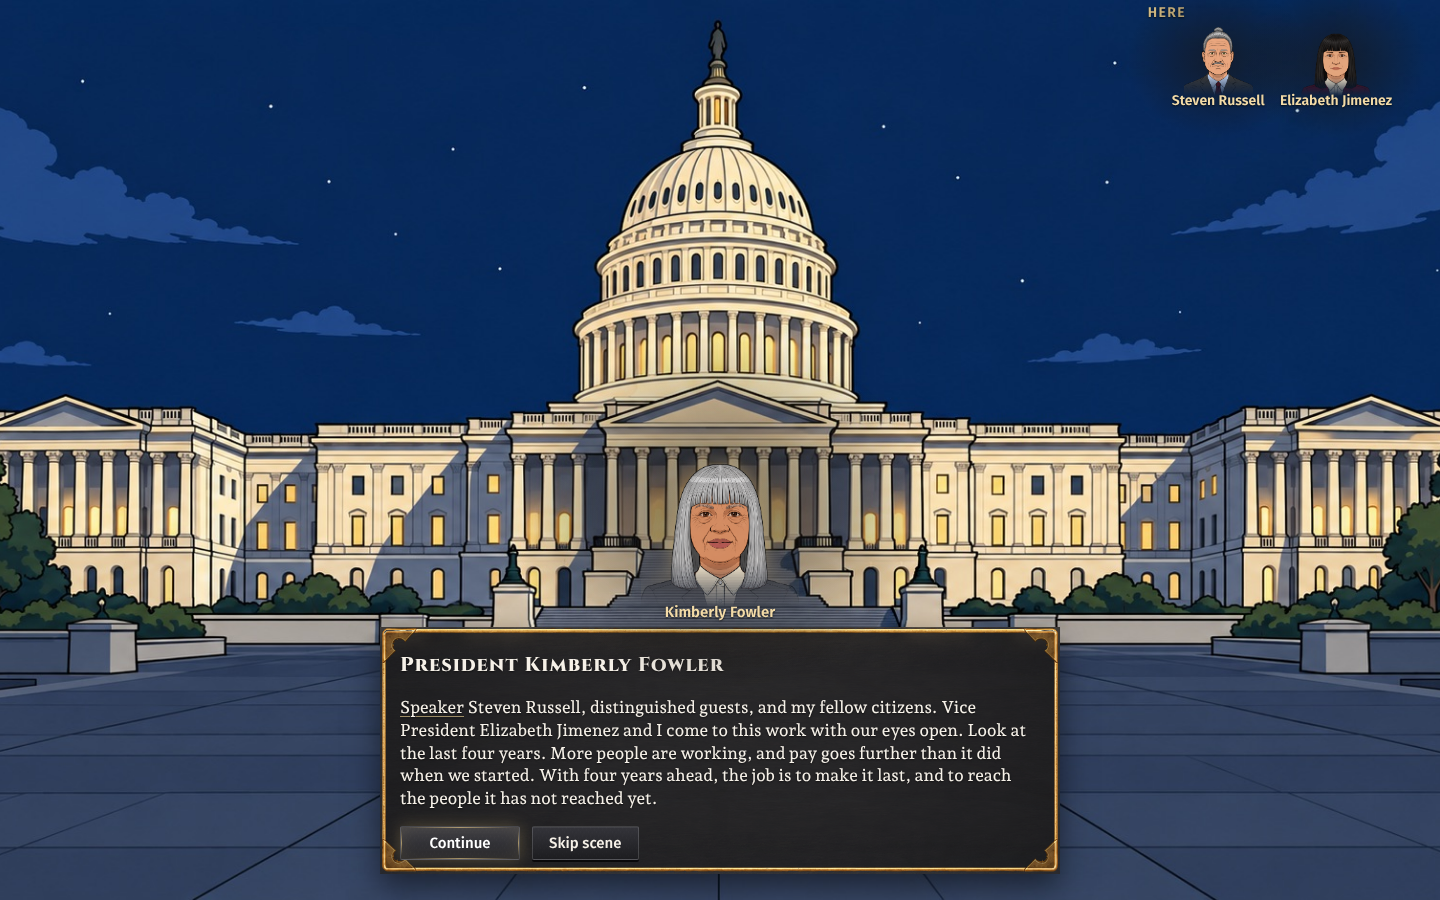 HERE
Steven Russell
Elizabeth Jimenez
Kimberly Fowler
President Kimberly Fowler
Speaker Steven Russell, distinguished guests, and my fellow citizens. Vice
President Elizabeth Jimenez and I come to this work with our eyes open. Look at
the last four years. More people are working, and pay goes further than it did
when we started. With four years ahead, the job is to make it last, and to reach
the people it has not reached yet.
Continue
Skip scene